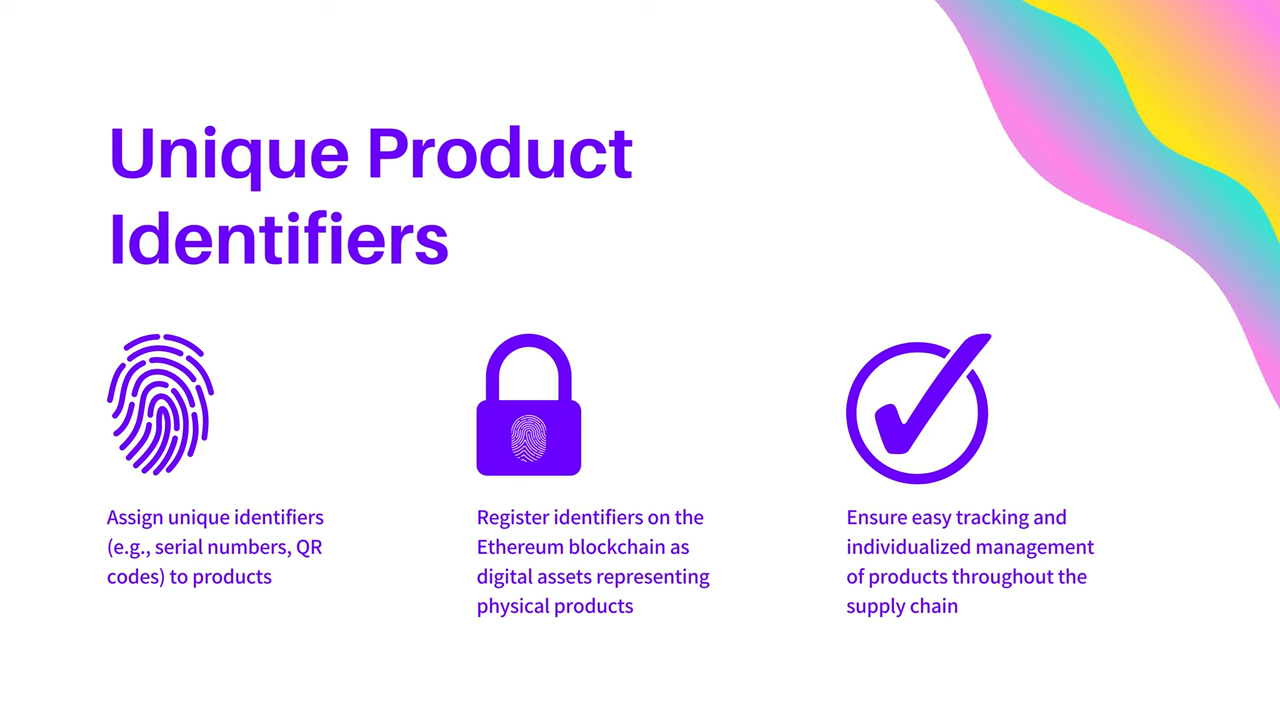 Unique Product
Identifiers
Assign unique identifiers
(e.g., serial numbers, QR
codes) to products
Register identifiers on the
Ethereum blockchain as
digital assets representing
physical products
Ensure easy tracking and
individualized management
of products throughout the
supply chain